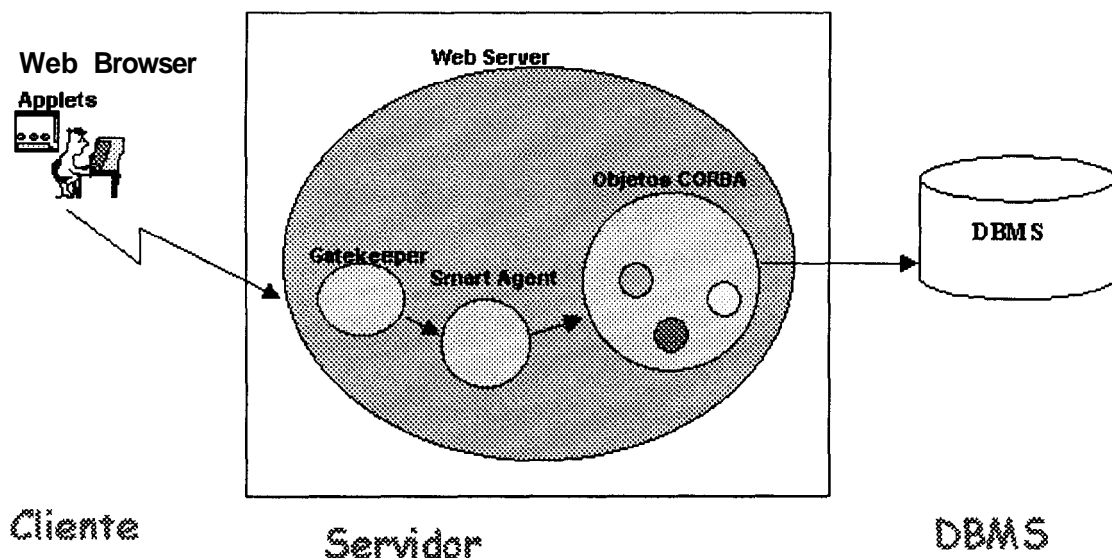 Web Browser
Applets
Web Server
Objetos CORBA
Gatekeeper
Smart Agent
DBMS
Cliente
Servidor
DBMS